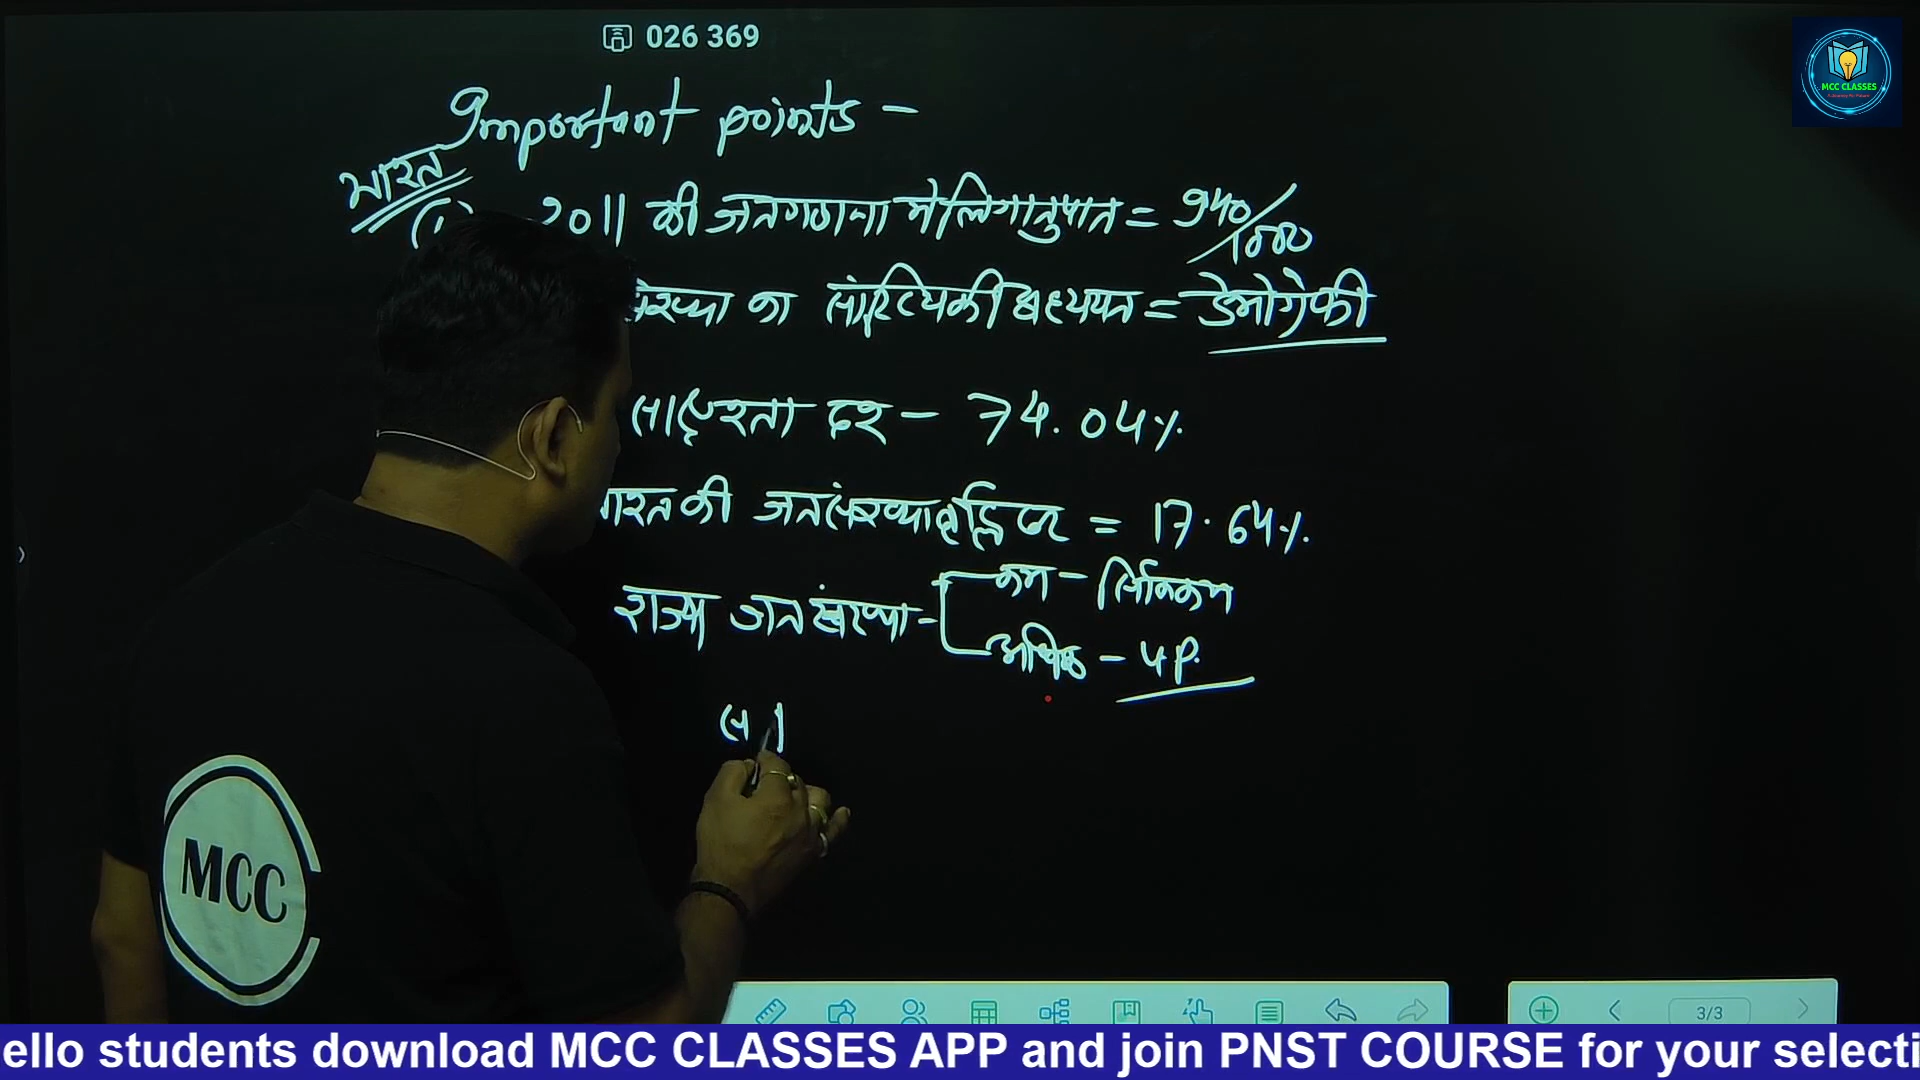 026 369
MCC CLASSES
Important points -
भारत
2011 की जनगणना मे लिंगानुपात = 940/1000
का सांख्यिकी अध्ययन = डेमोग्रेफी
साक्षरता दर - 74.04%
की जनसंख्या वृद्धि दर = 17.64%.
राज्य जनसंख्या -
कम - सिक्किम
अधिक - UP.
MCC
3/3
ello students download MCC CLASSES APP and join PNST COURSE for your selecti